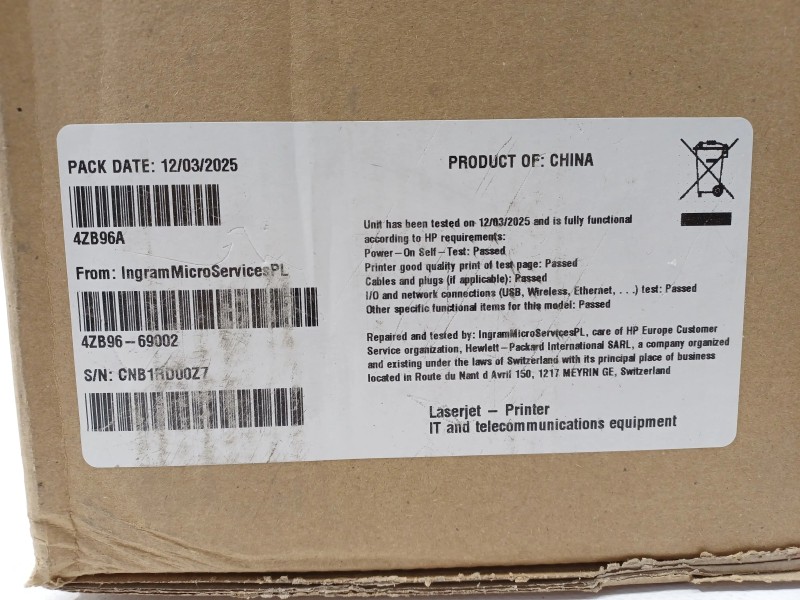 PACK DATE: 12/03/2025
4ZB96A
From: IngramMicroServicesPL
4ZB96-69002
S/N: CNB1RD00Z7
PRODUCT OF: CHINA
Unit has been tested on 12/03/2025 and is fully functional
according to HP requirements:
Power-On Self-Test: Passed
Printer good quality print of test page: Passed
Cables and plugs (if applicable): Passed
I/O and network connections (USB, Wireless, Ethernet, ...) test: Passed
Other specific functional items for this model: Passed
Repaired and tested by: IngramMicroServicesPL, care of HP Europe Customer
Service organization, Hewlett-Packard International SARL, a company organized
and existing under the laws of Switzerland with its principal place of business
located in Route du Nant d Avril 150, 1217 MEYRIN GE, Switzerland
Laserjet - Printer
IT and telecommunications equipment